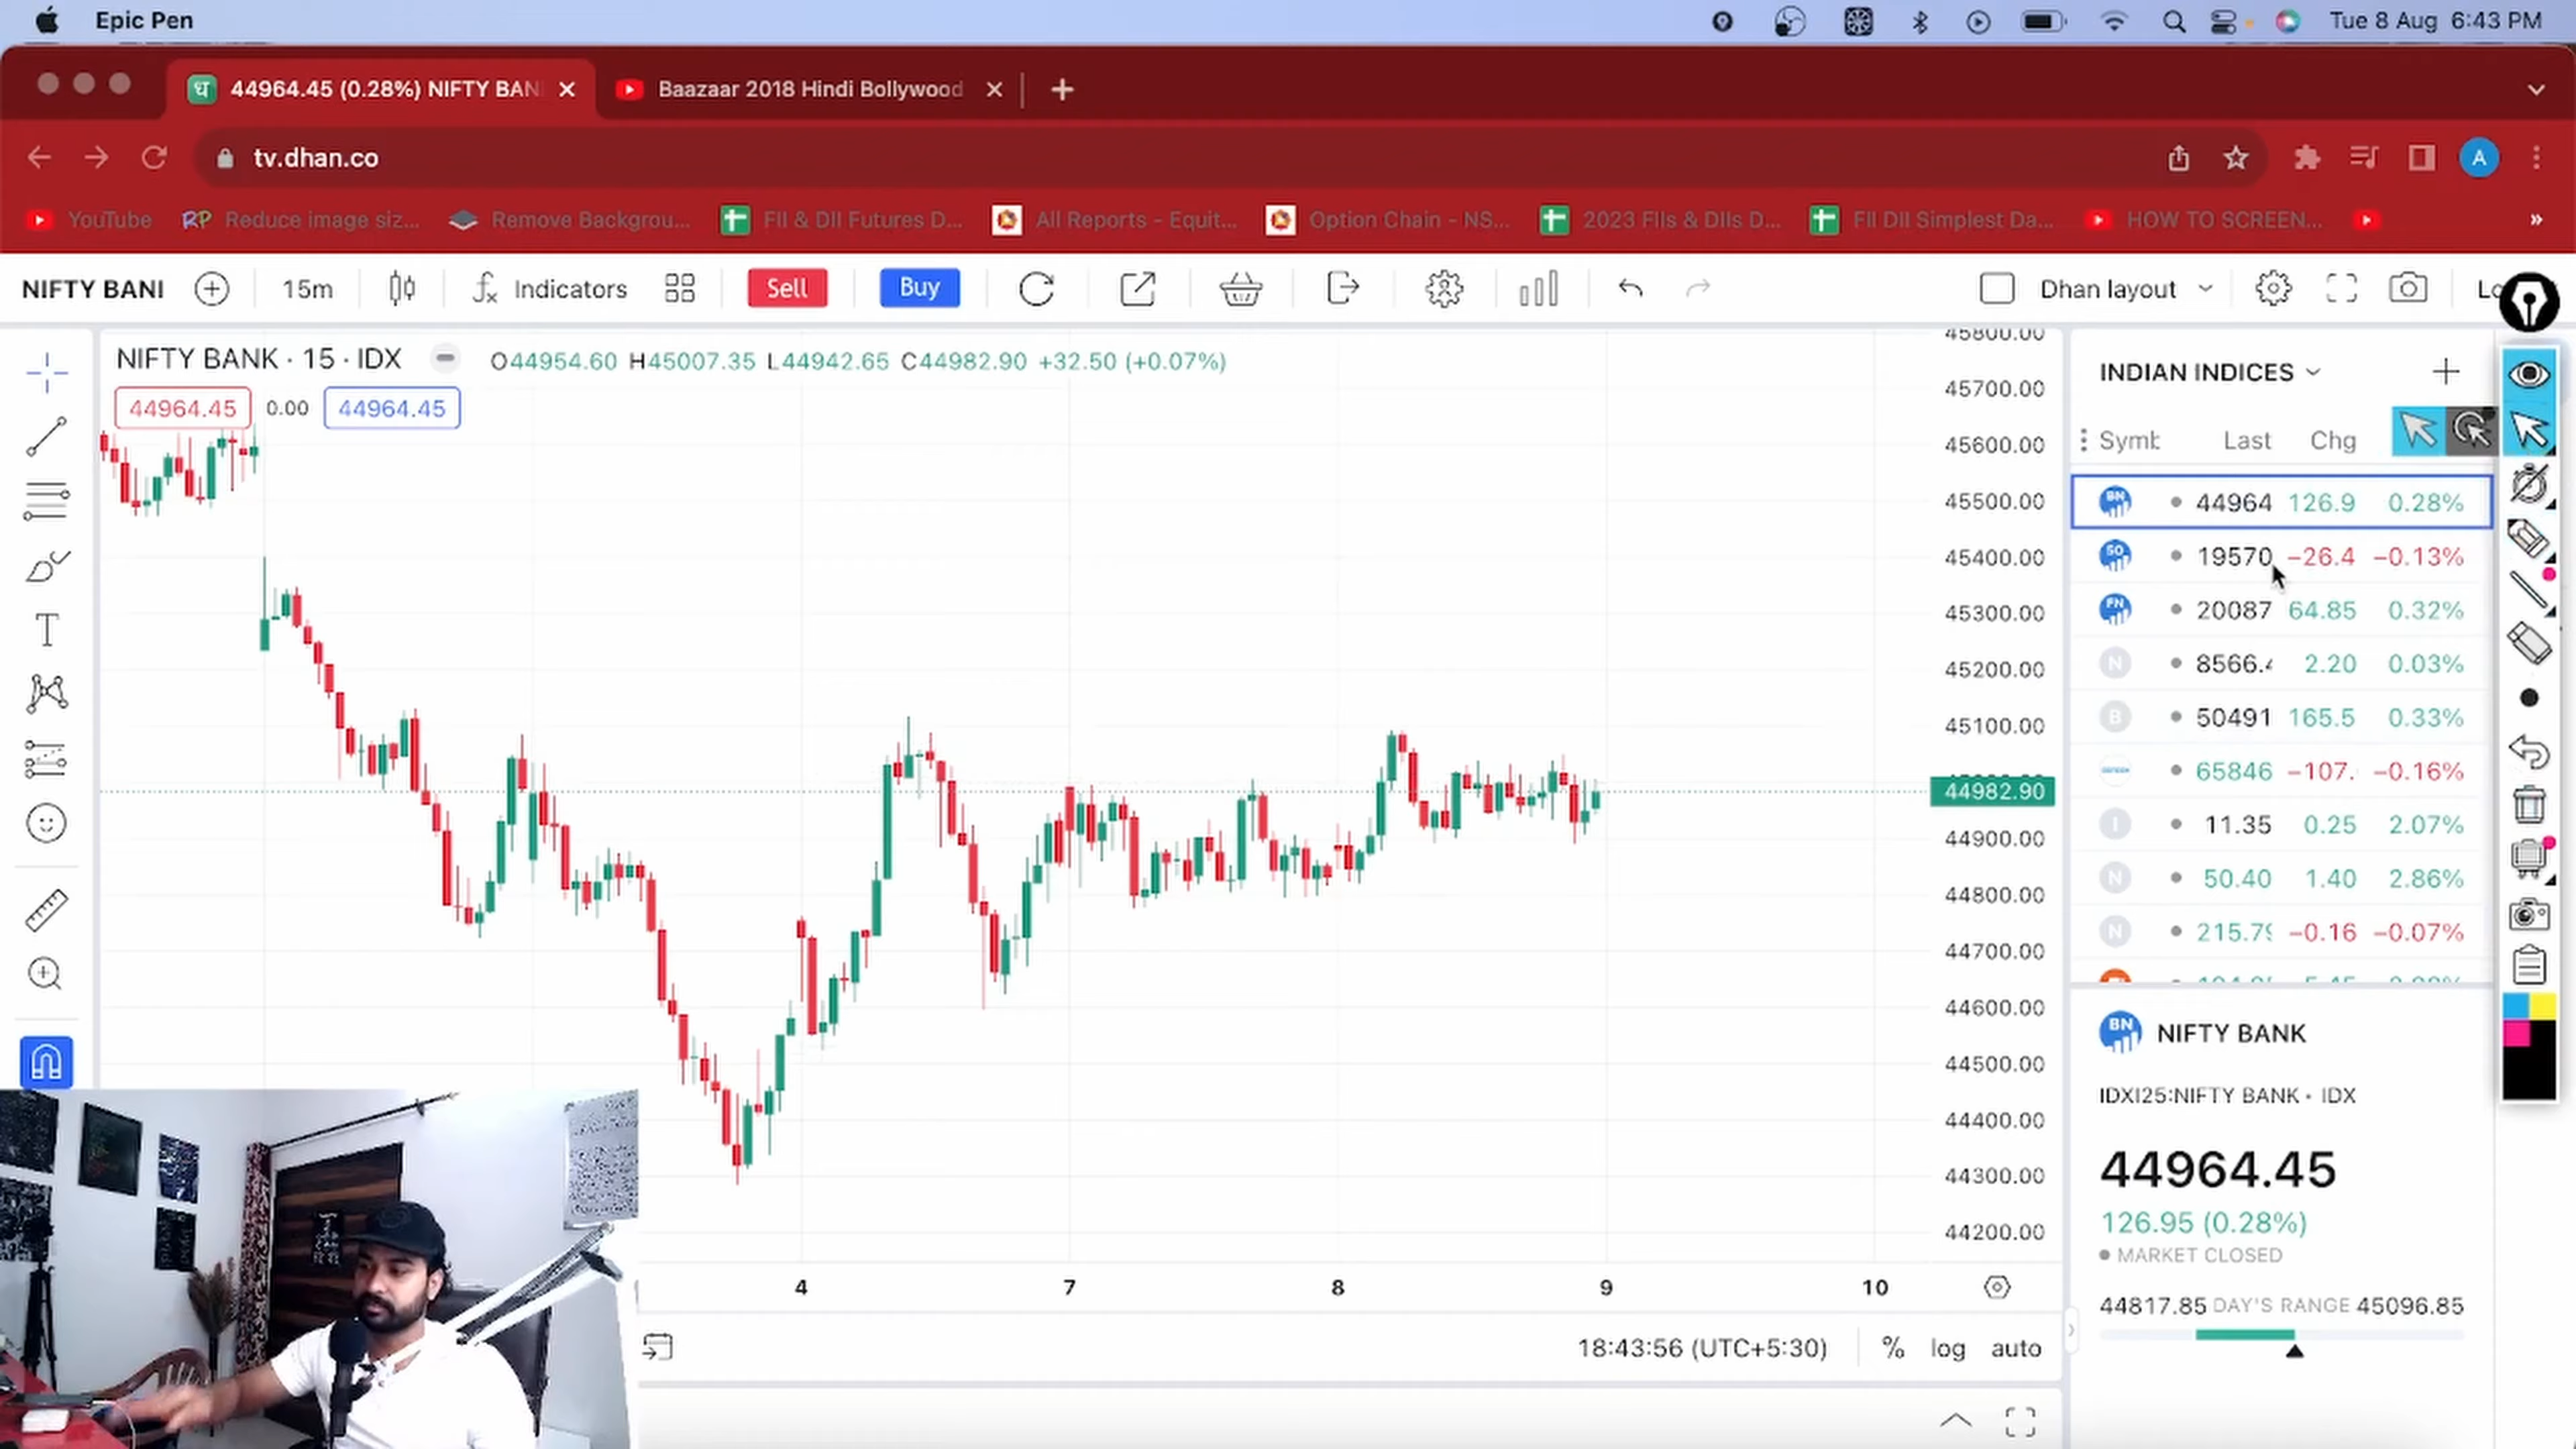 Epic Pen
Tue 8 Aug 6:43 PM
44964.45 (0.28%) NIFTY BAN
Baazaar 2018 Hindi Bollywood
tv.dhan.co
A
YouTube
RP Reduce image siz...
Remove Backgrou...
FII & DII Futures D...
All Reports - Equit...
Option Chain - NS...
2023 FIIs & DIIs D...
FII DII Simplest Da...
HOW TO SCREEN...
»
NIFTY BANI
15m
Indicators
Sell
Buy
Dhan layout
NIFTY BANK · 15 · IDX
O44954.60 H45007.35 L44942.65 C44982.90 +32.50 (+0.07%)
44964.45 0.00 44964.45
45800.00
45700.00
45600.00
45500.00
45400.00
45300.00
45200.00
45100.00
44982.90
44900.00
44800.00
44700.00
44600.00
44500.00
44400.00
44300.00
44200.00
4 7 8 9 10
18:43:56 (UTC+5:30) % log auto
INDIAN INDICES
Symb Last Chg
BN 44964 126.9 0.28%
50 19570 −26.4 −0.13%
FN 20087 64.85 0.32%
N 8566.4 2.20 0.03%
B 50491 165.5 0.33%
65846 −107. −0.16%
I 11.35 0.25 2.07%
N 50.40 1.40 2.86%
N 215.79 −0.16 −0.07%
BN NIFTY BANK
IDXI25:NIFTY BANK · IDX
44964.45
126.95 (0.28%)
MARKET CLOSED
44817.85 DAY'S RANGE 45096.85